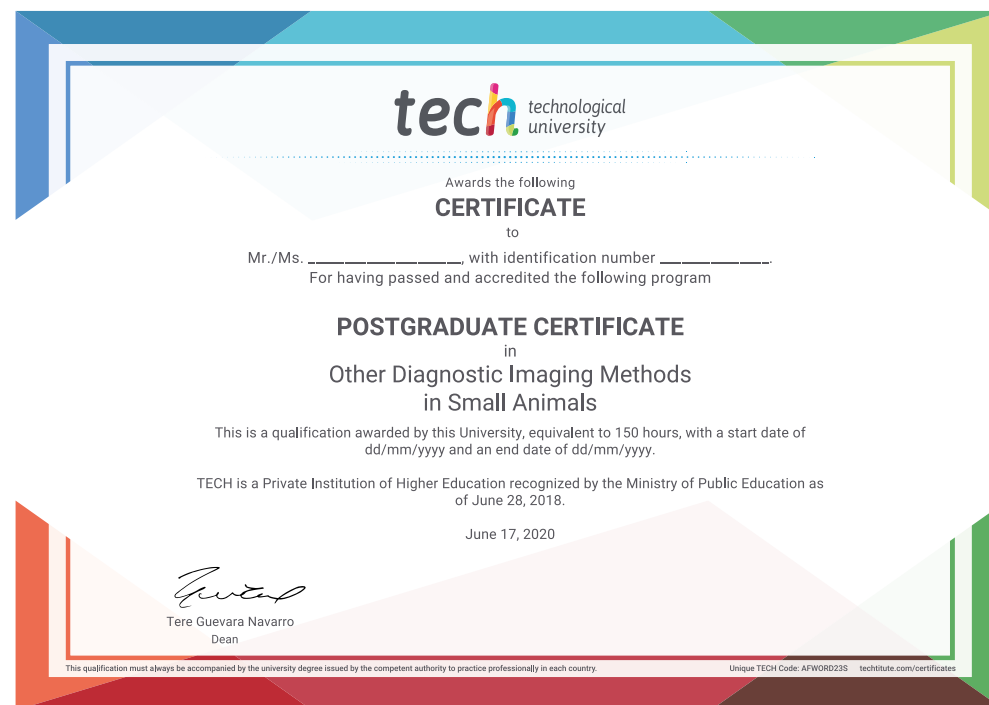 tech technological
university
Awards the following
CERTIFICATE
to
Mr./Ms. ____________________, with identification number ______________.
For having passed and accredited the following program
POSTGRADUATE CERTIFICATE
in
Other Diagnostic Imaging Methods
in Small Animals
This is a qualification awarded by this University, equivalent to 150 hours, with a start date of
dd/mm/yyyy and an end date of dd/mm/yyyy.
TECH is a Private Institution of Higher Education recognized by the Ministry of Public Education as
of June 28, 2018.
June 17, 2020
Tere Guevara Navarro
Dean
This qualification must always be accompanied by the university degree issued by the competent authority to practice professionally in each country.
Unique TECH Code: AFWORD23S techtitute.com/certificates